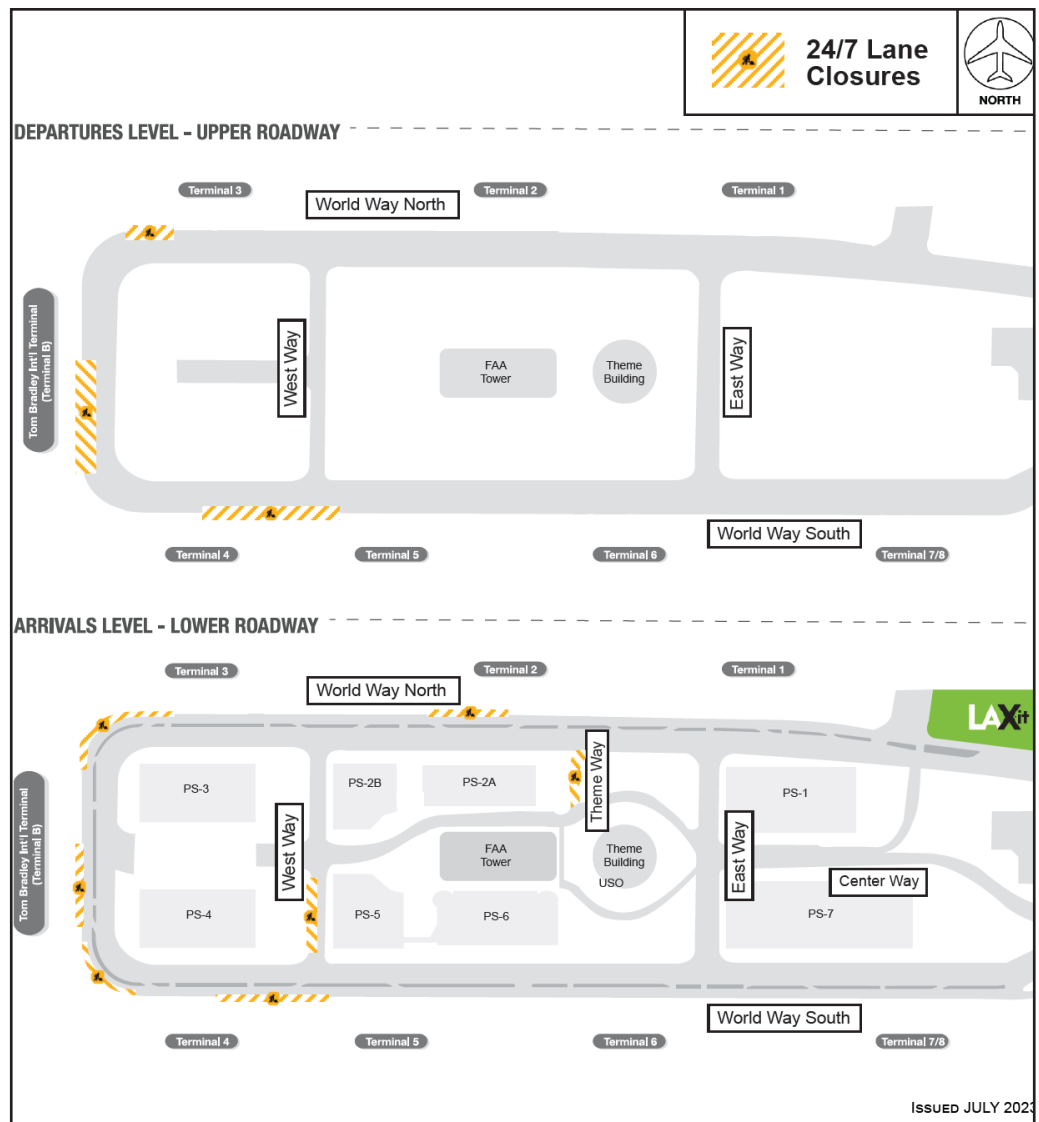 24/7 Lane
Closures
NORTH
DEPARTURES LEVEL - UPPER ROADWAY
Terminal 3
Terminal 2
Terminal 1
World Way North
Tom Bradley Int'l Terminal
(Terminal B)
West Way
FAA
Tower
Theme
Building
East Way
World Way South
Terminal 4
Terminal 5
Terminal 6
Terminal 7/8
ARRIVALS LEVEL - LOWER ROADWAY
Terminal 3
Terminal 2
Terminal 1
World Way North
LAXit
Theme Way
PS-3
PS-2B
PS-2A
PS-1
Tom Bradley Int'l Terminal
(Terminal B)
West Way
FAA
Tower
Theme
Building
USO
East Way
Center Way
PS-4
PS-5
PS-6
PS-7
World Way South
Terminal 4
Terminal 5
Terminal 6
Terminal 7/8
ISSUED JULY 2023